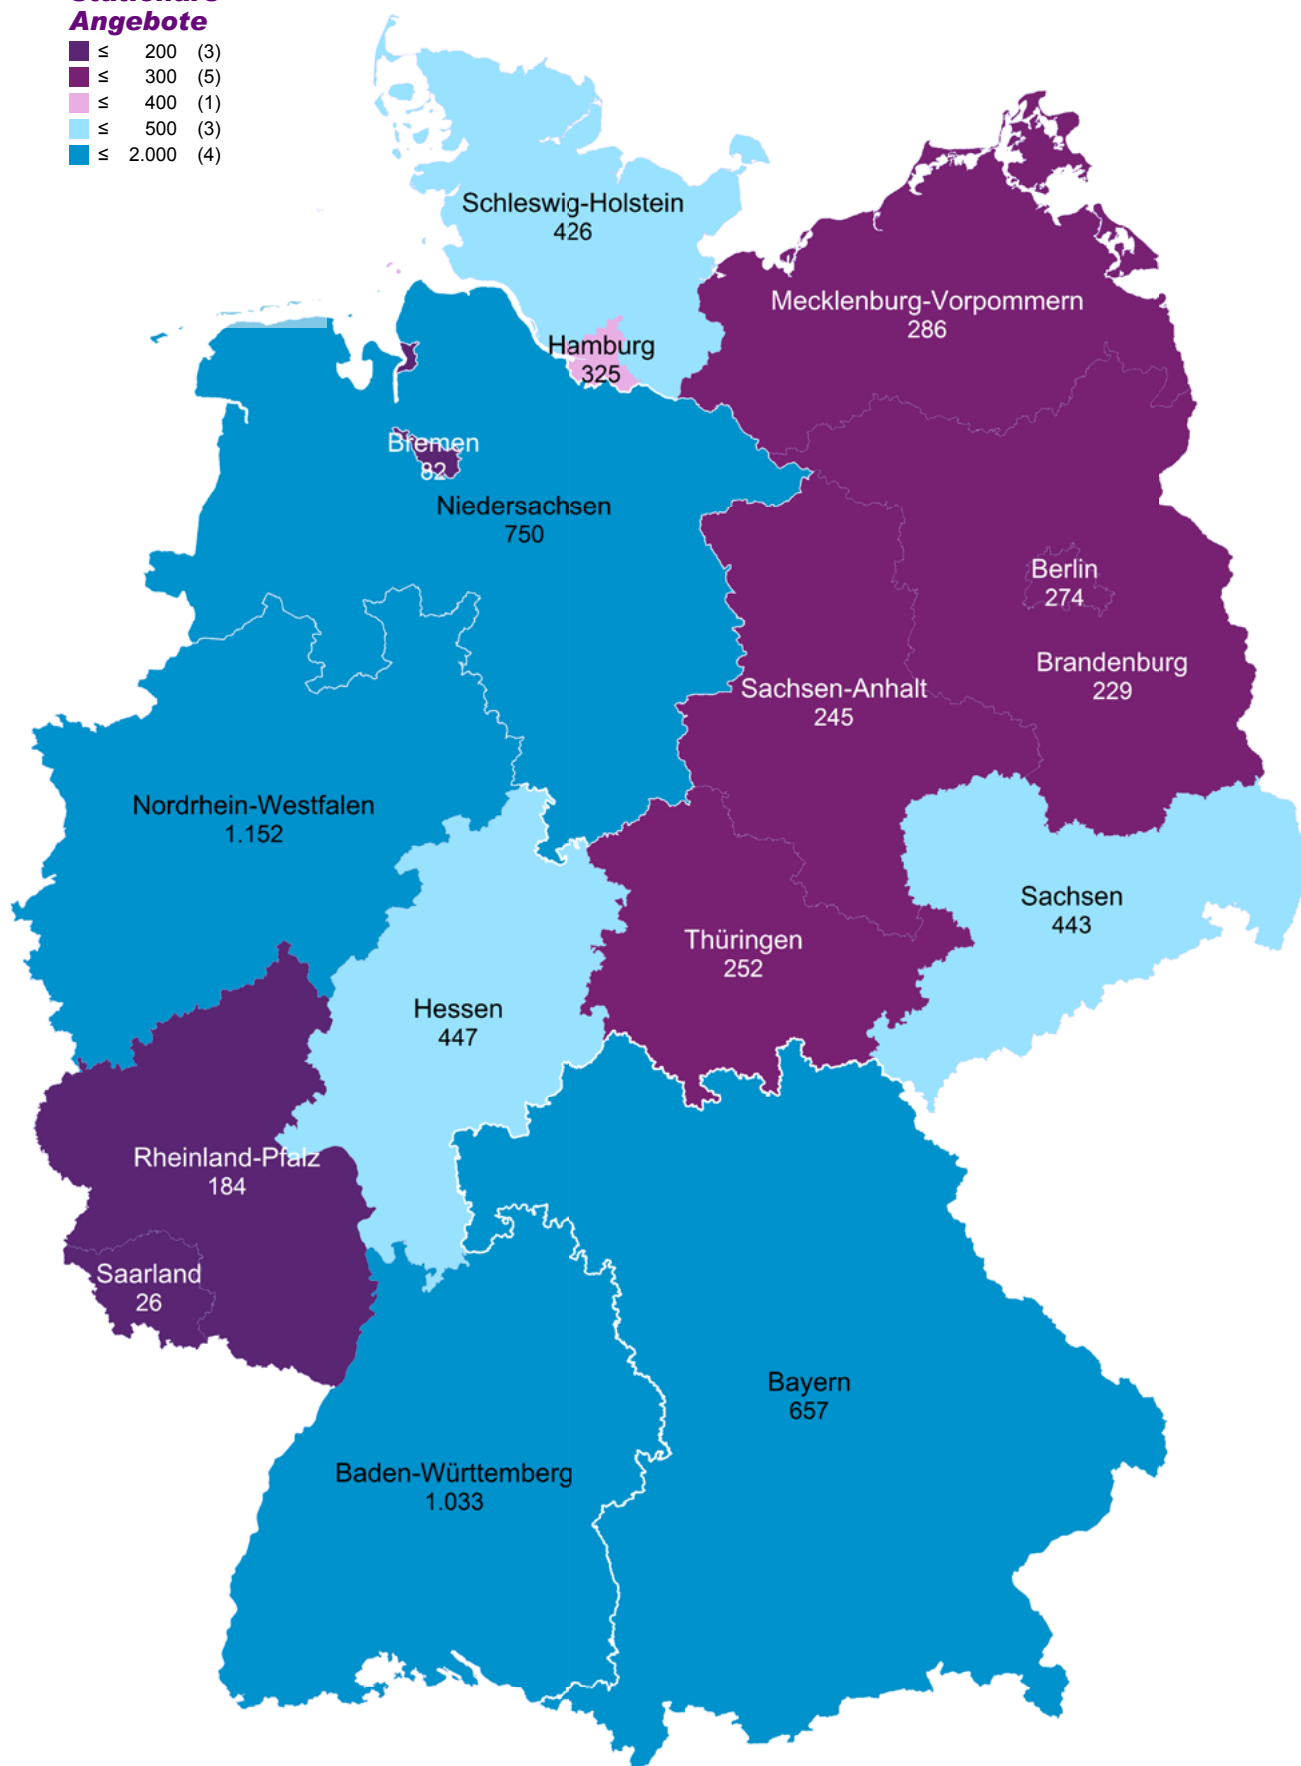 Angebote
≤ 200 (3)
≤ 300 (5)
≤ 400 (1)
≤ 500 (3)
≤ 2.000 (4)
Schleswig-Holstein
426
Mecklenburg-Vorpommern
286
Hamburg
325
Bremen
82
Niedersachsen
750
Berlin
274
Brandenburg
229
Sachsen-Anhalt
245
Nordrhein-Westfalen
1.152
Sachsen
443
Thüringen
252
Hessen
447
Rheinland-Pfalz
184
Saarland
26
Bayern
657
Baden-Württemberg
1.033